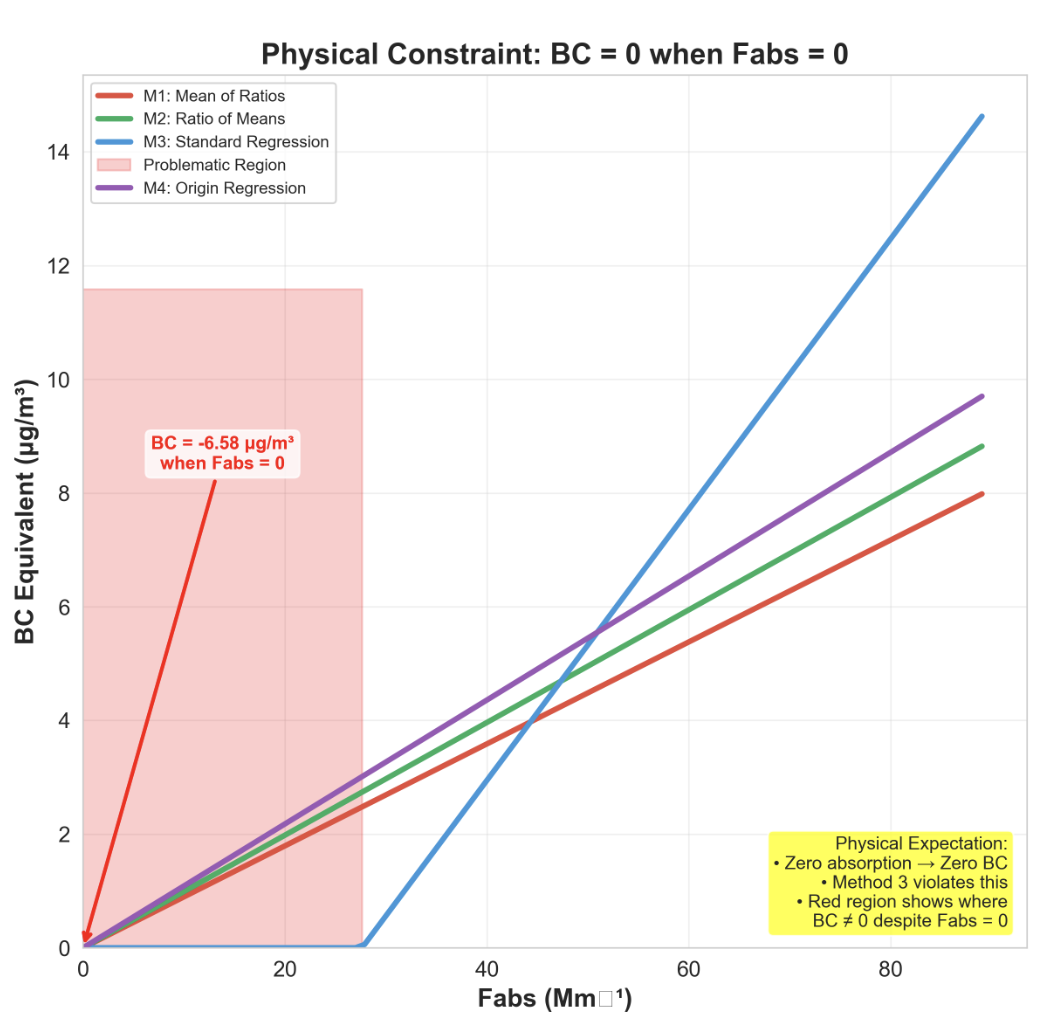 Physical Constraint: BC = 0 when Fabs = 0
M1: Mean of Ratios
M2: Ratio of Means
M3: Standard Regression
Problematic Region
M4: Origin Regression
14
12
10
8
6
4
2
0
BC Equivalent (μg/m³)
BC = -6.58 μg/m³
when Fabs = 0
Physical Expectation:
• Zero absorption → Zero BC
• Method 3 violates this
• Red region shows where
BC ≠ 0 despite Fabs = 0
0 20 40 60 80
Fabs (Mm□¹)